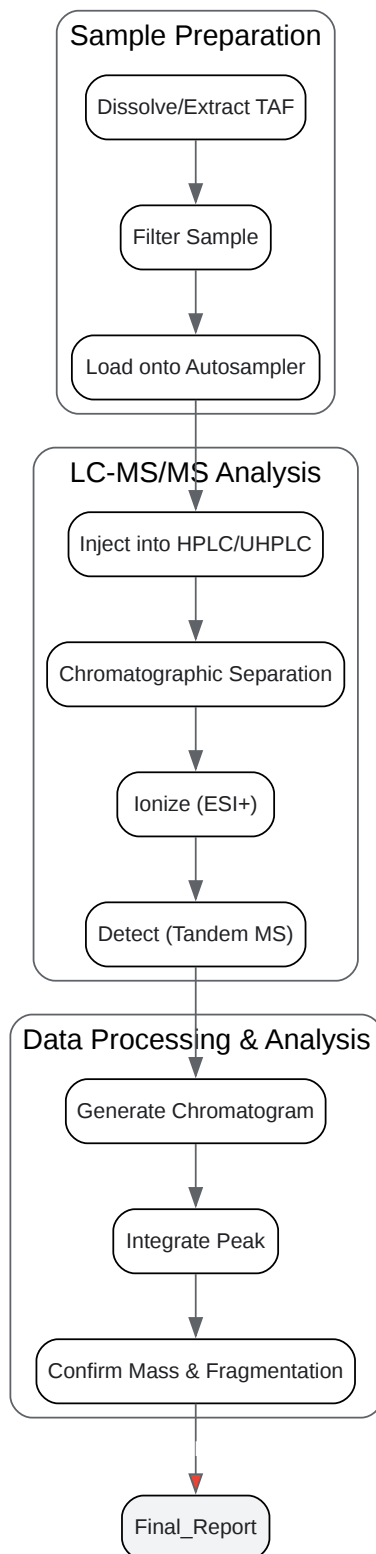 Sample Preparation
Dissolve/Extract TAF
Filter Sample
Load onto Autosampler
LC-MS/MS Analysis
Inject into HPLC/UHPLC
Chromatographic Separation
Ionize (ESI+)
Detect (Tandem MS)
Data Processing & Analysis
Generate Chromatogram
Integrate Peak
Confirm Mass & Fragmentation
Final_Report